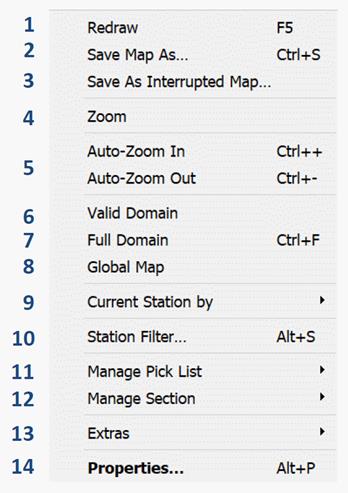 1 Redraw F5
2 Save Map As... Ctrl+S
3 Save As Interrupted Map...
4 Zoom
5 Auto-Zoom In Ctrl++
Auto-Zoom Out Ctrl+-
6 Valid Domain
7 Full Domain Ctrl+F
8 Global Map
9 Current Station by
10 Station Filter... Alt+S
11 Manage Pick List
12 Manage Section
13 Extras
14 Properties... Alt+P